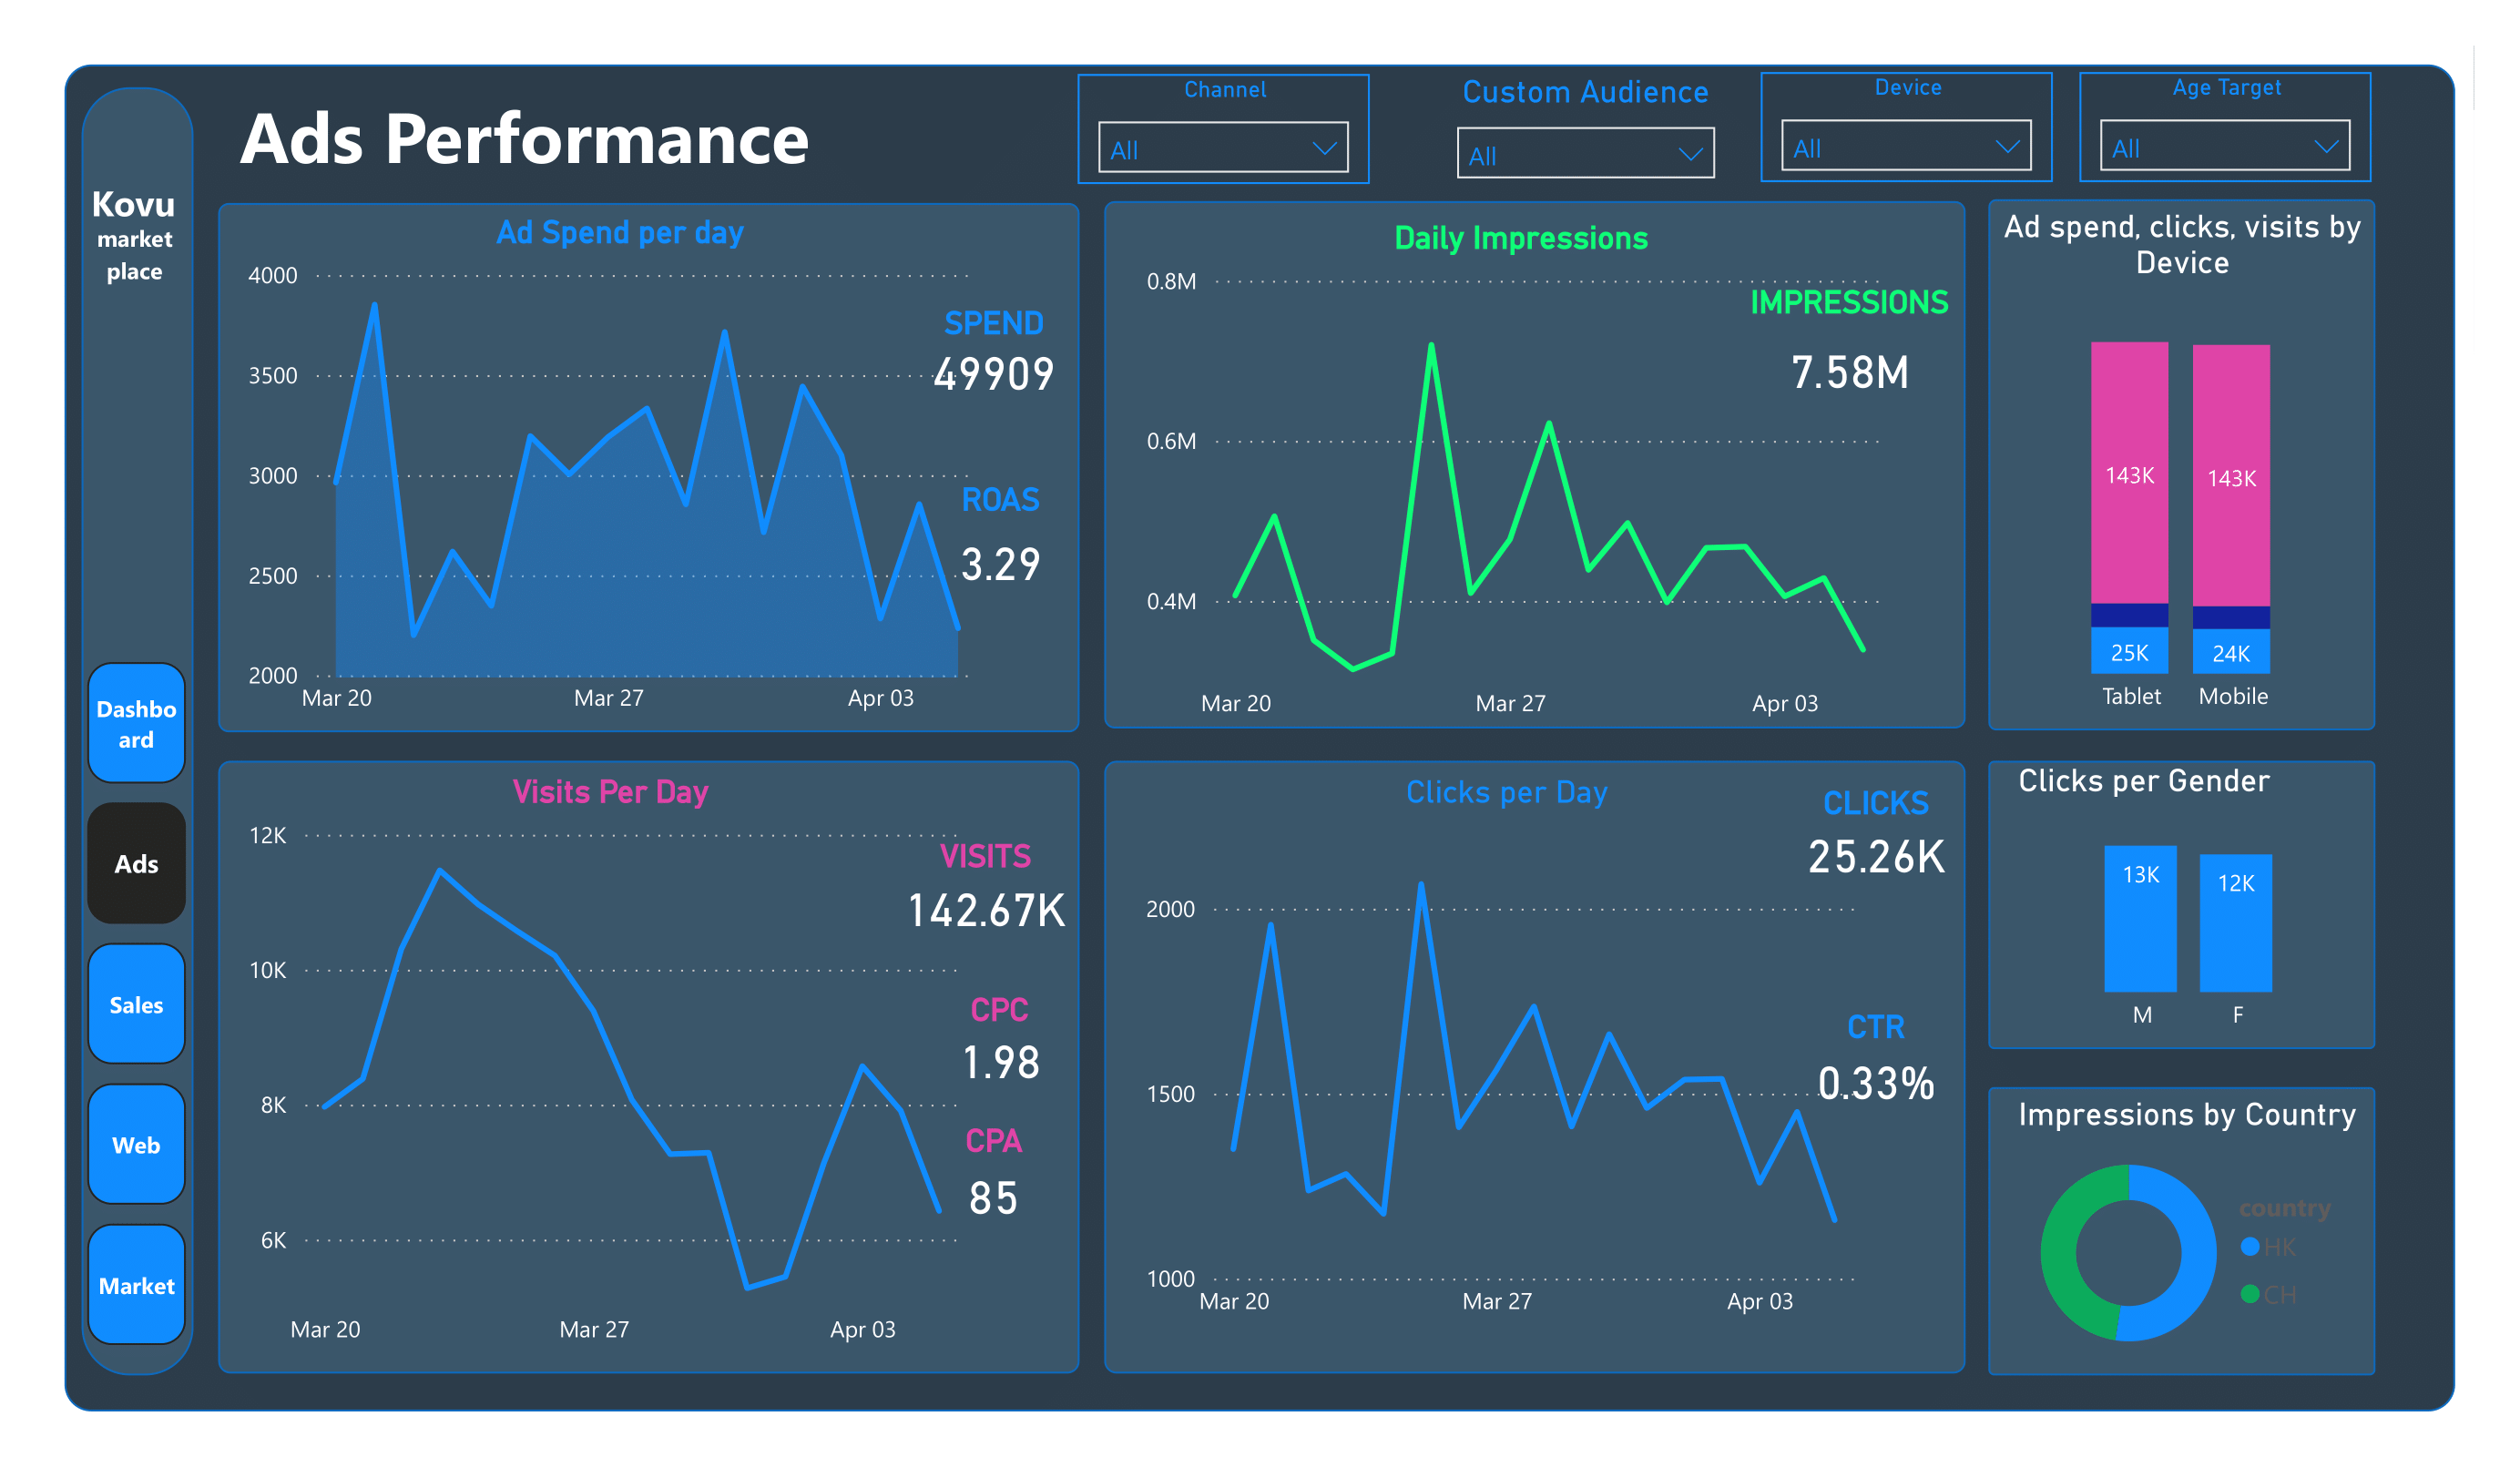 Ads Performance
Channel
All
Custom Audience
All
Device
All
Age Target
All
Kovu
market
place
Dashbo
ard
Ads
Sales
Web
Market
Ad Spend per day
4000
3500
3000
2500
2000
Mar 20
Mar 27
Apr 03
SPEND
49909
ROAS
3.29
Daily Impressions
0.8M
0.6M
0.4M
Mar 20
Mar 27
Apr 03
IMPRESSIONS
7.58M
Ad spend, clicks, visits by
Device
143K
143K
25K
24K
Tablet
Mobile
Visits Per Day
12K
10K
8K
6K
Mar 20
Mar 27
Apr 03
VISITS
142.67K
CPC
1.98
CPA
85
Clicks per Day
2000
1500
1000
Mar 20
Mar 27
Apr 03
CLICKS
25.26K
CTR
0.33%
Clicks per Gender
13K
12K
M
F
Impressions by Country
country
HK
CH